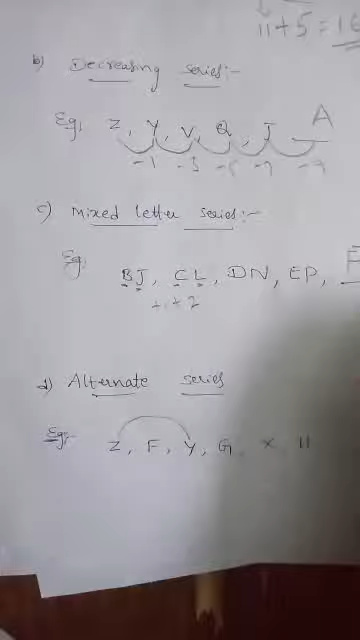 11+5=16
b) Decreasing series:-
Eg, Z, Y, V, Q, J A
-1 -3 -5 -7 -9
c) Mixed letter series:-
Eg, BJ, CL, DN, EP, F
+1 +2
d) Alternate series
Eg; Z, F, Y, G, X H